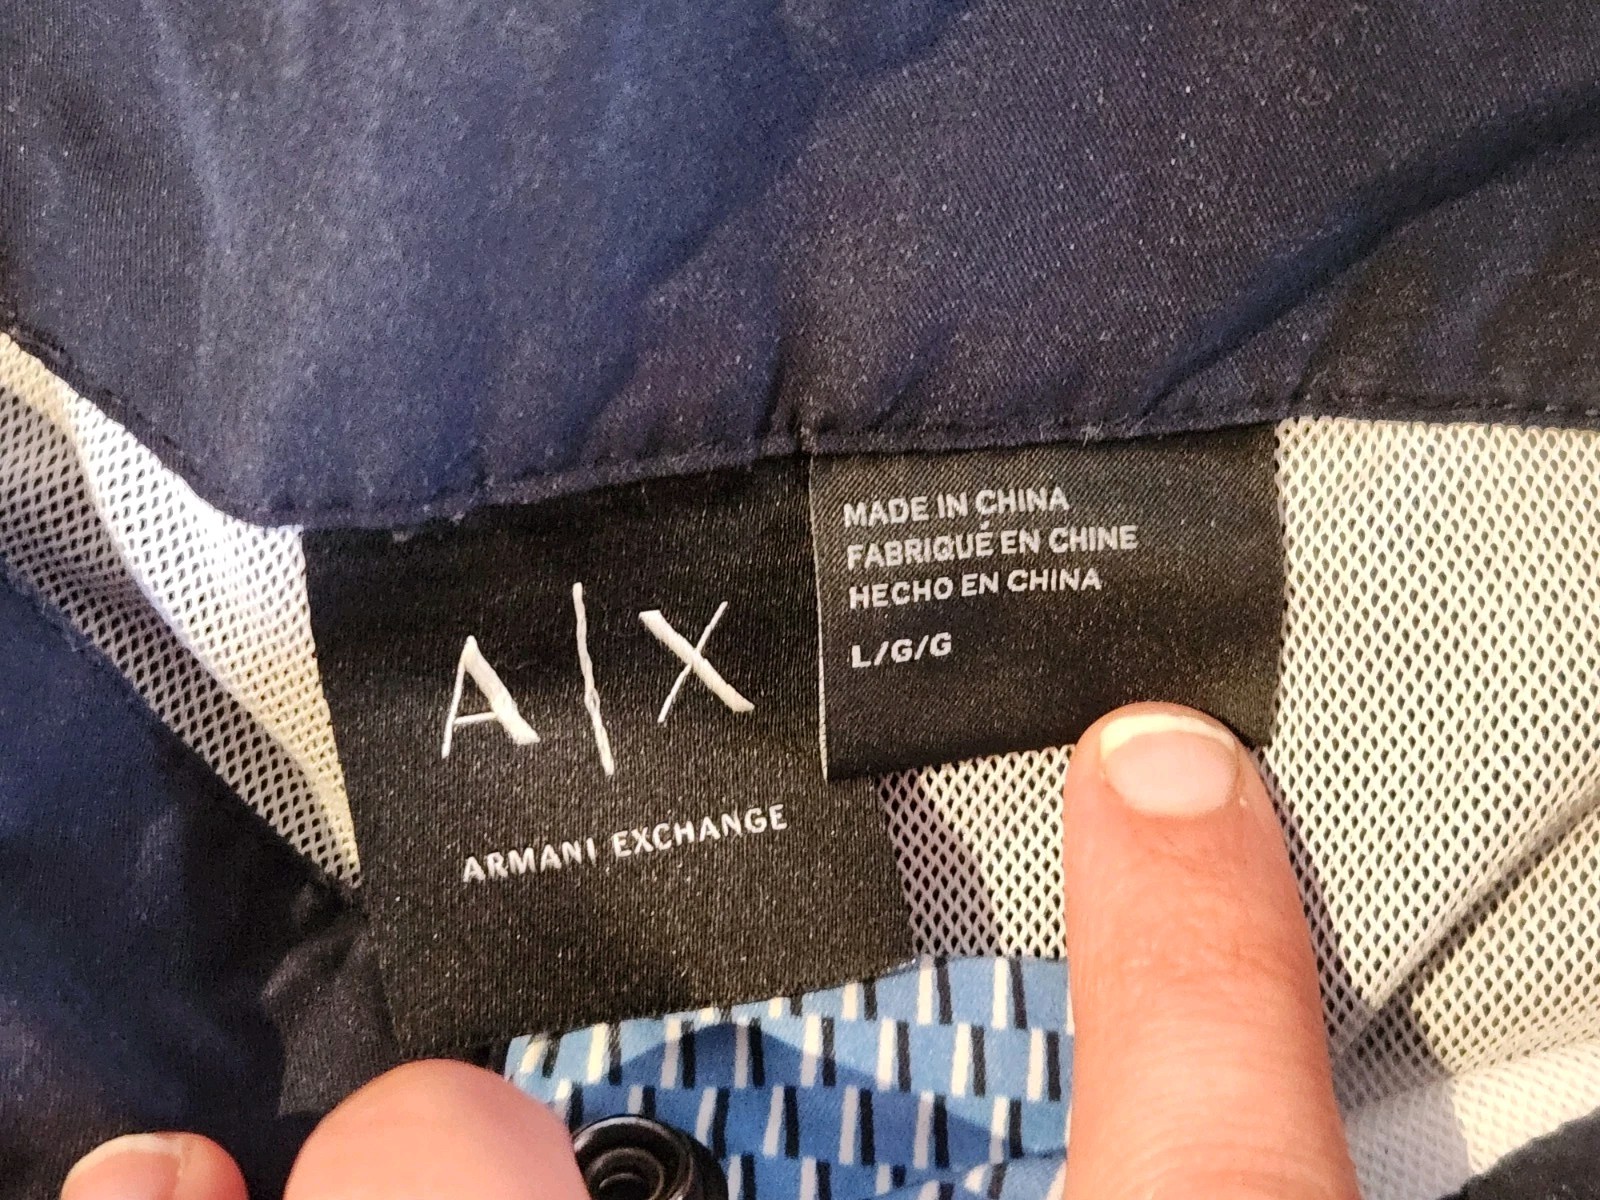 A|X
ARMANI EXCHANGE
MADE IN CHINA
FABRIQUÉ EN CHINE
HECHO EN CHINA
L/G/G